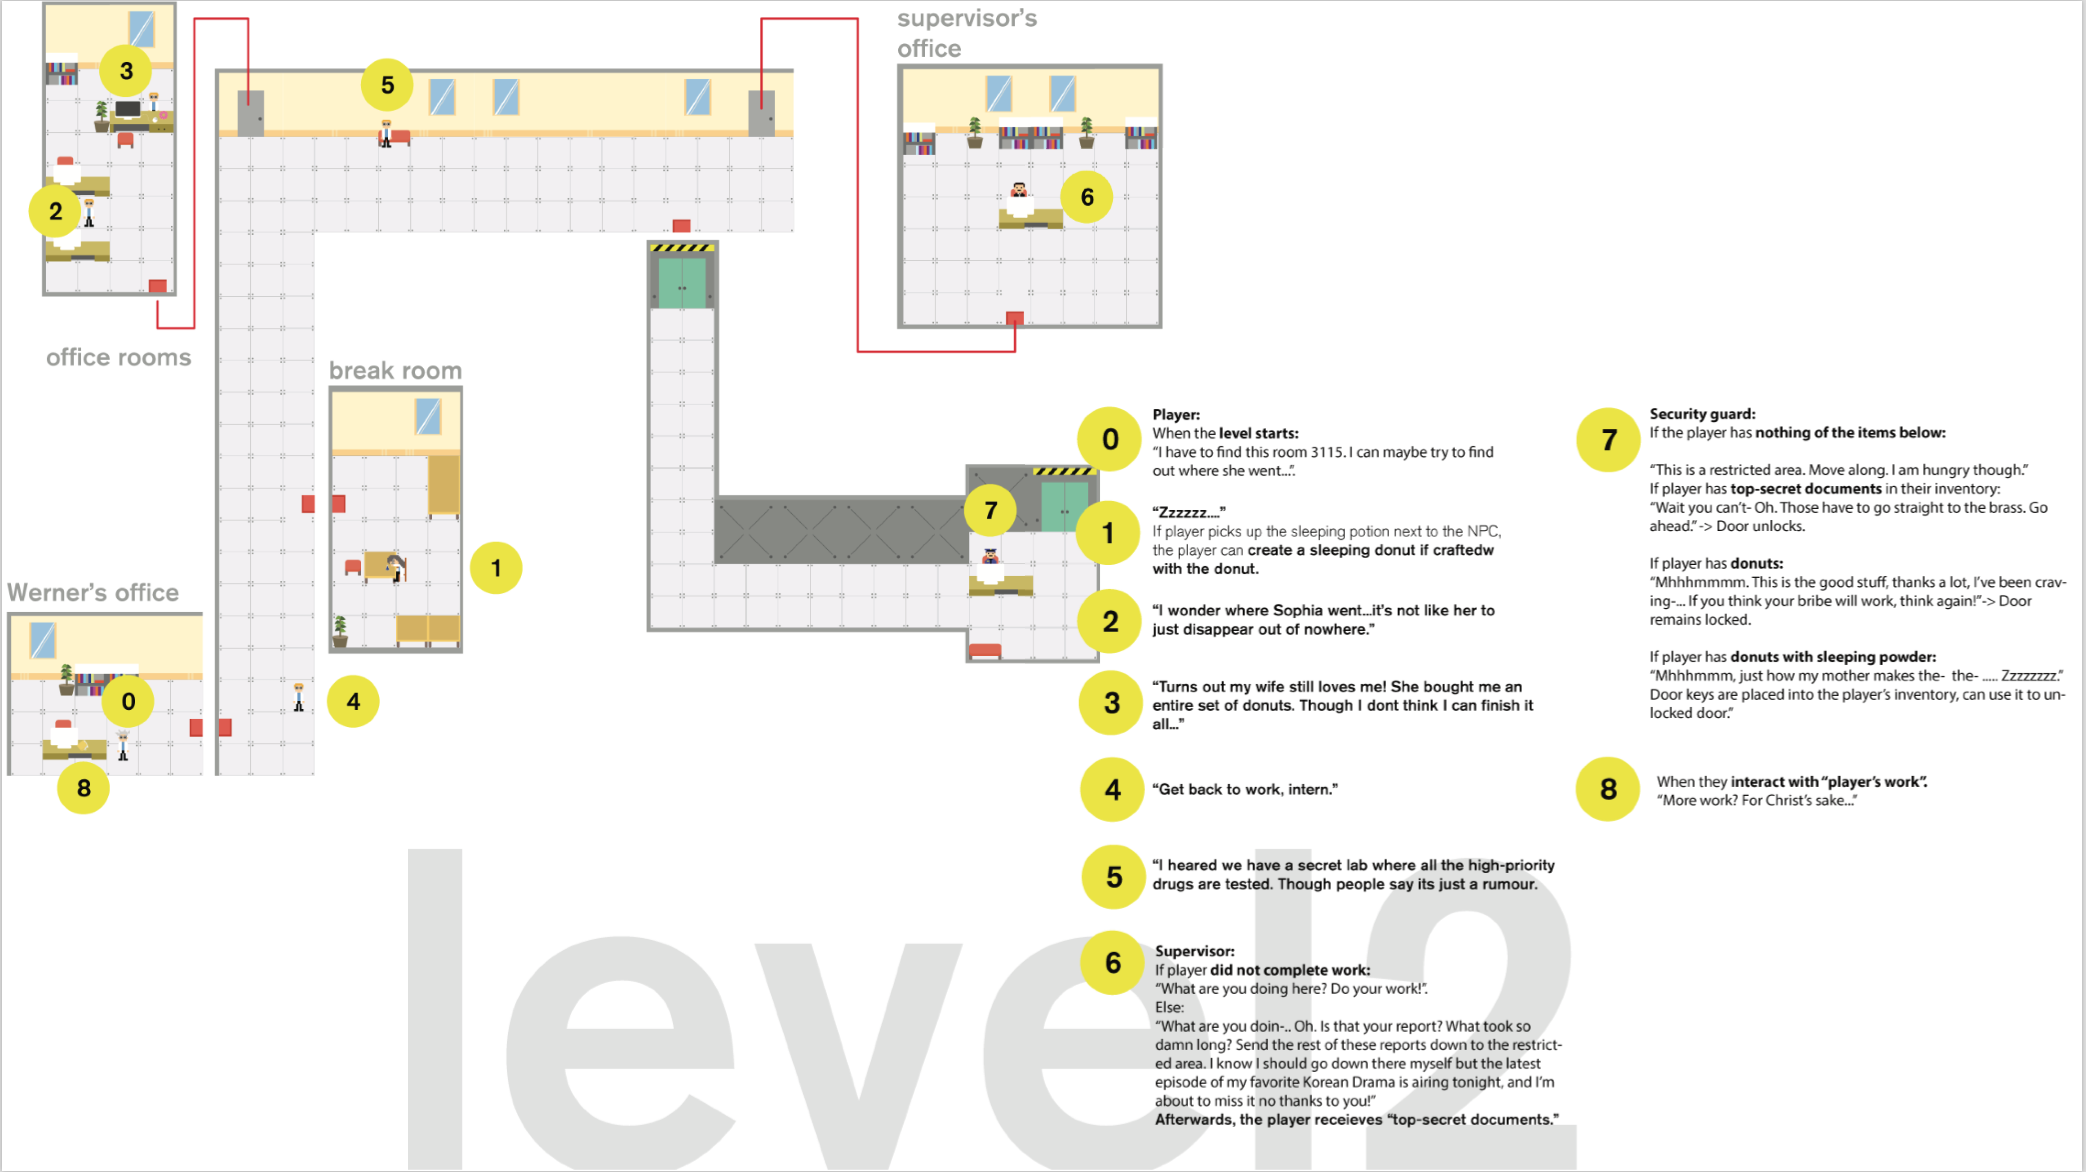 supervisor's
office
3
5
6
2
office rooms
break room
1
7
Werner's office
0
4
8
0
Player:
When the level starts:
“I have to find this room 3115. I can maybe try to find
out where she went...”.
1
“Zzzzzz....”
If player picks up the sleeping potion next to the NPC,
the player can create a sleeping donut if craftedw
with the donut.
2
“I wonder where Sophia went...it's not like her to
just disappear out of nowhere.”
3
“Turns out my wife still loves me! She bought me an
entire set of donuts. Though I dont think I can finish it
all...”
4
“Get back to work, intern.”
5
“I heared we have a secret lab where all the high-priority
drugs are tested. Though people say its just a rumour.
6
Supervisor:
If player did not complete work:
“What are you doing here? Do your work!”.
Else:
“What are you doin-.. Oh. Is that your report? What took so
damn long? Send the rest of these reports down to the restrict-
ed area. I know I should go down there myself but the latest
episode of my favorite Korean Drama is airing tonight, and I'm
about to miss it no thanks to you!”
Afterwards, the player receieves “top-secret documents.”
7
Security guard:
If the player has nothing of the items below:
“This is a restricted area. Move along. I am hungry though.”
If player has top-secret documents in their inventory:
“Wait you can't- Oh. Those have to go straight to the brass. Go
ahead.” -> Door unlocks.
If player has donuts:
“Mhhhmmmm. This is the good stuff, thanks a lot, I've been crav-
ing-... If you think your bribe will work, think again!”-> Door
remains locked.
If player has donuts with sleeping powder:
“Mhhhmmm, just how my mother makes the- the- ..... Zzzzzzzz.”
Door keys are placed into the player's inventory, can use it to un-
locked door.”
8
When they interact with “player's work”.
“More work? For Christ's sake...”
level2